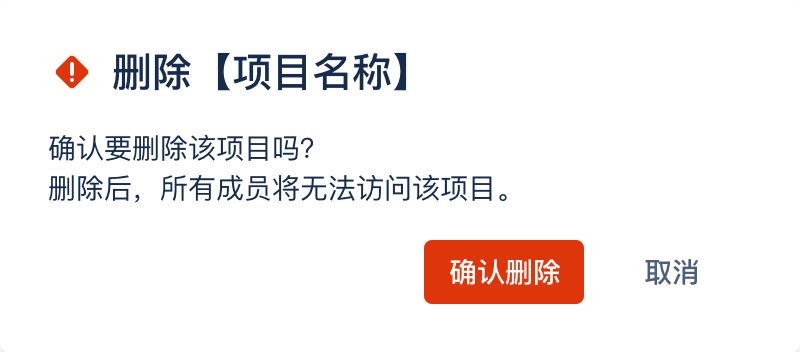 删除【项目名称】
确认要删除该项目吗？
删除后，所有成员将无法访问该项目。
确认删除
取消